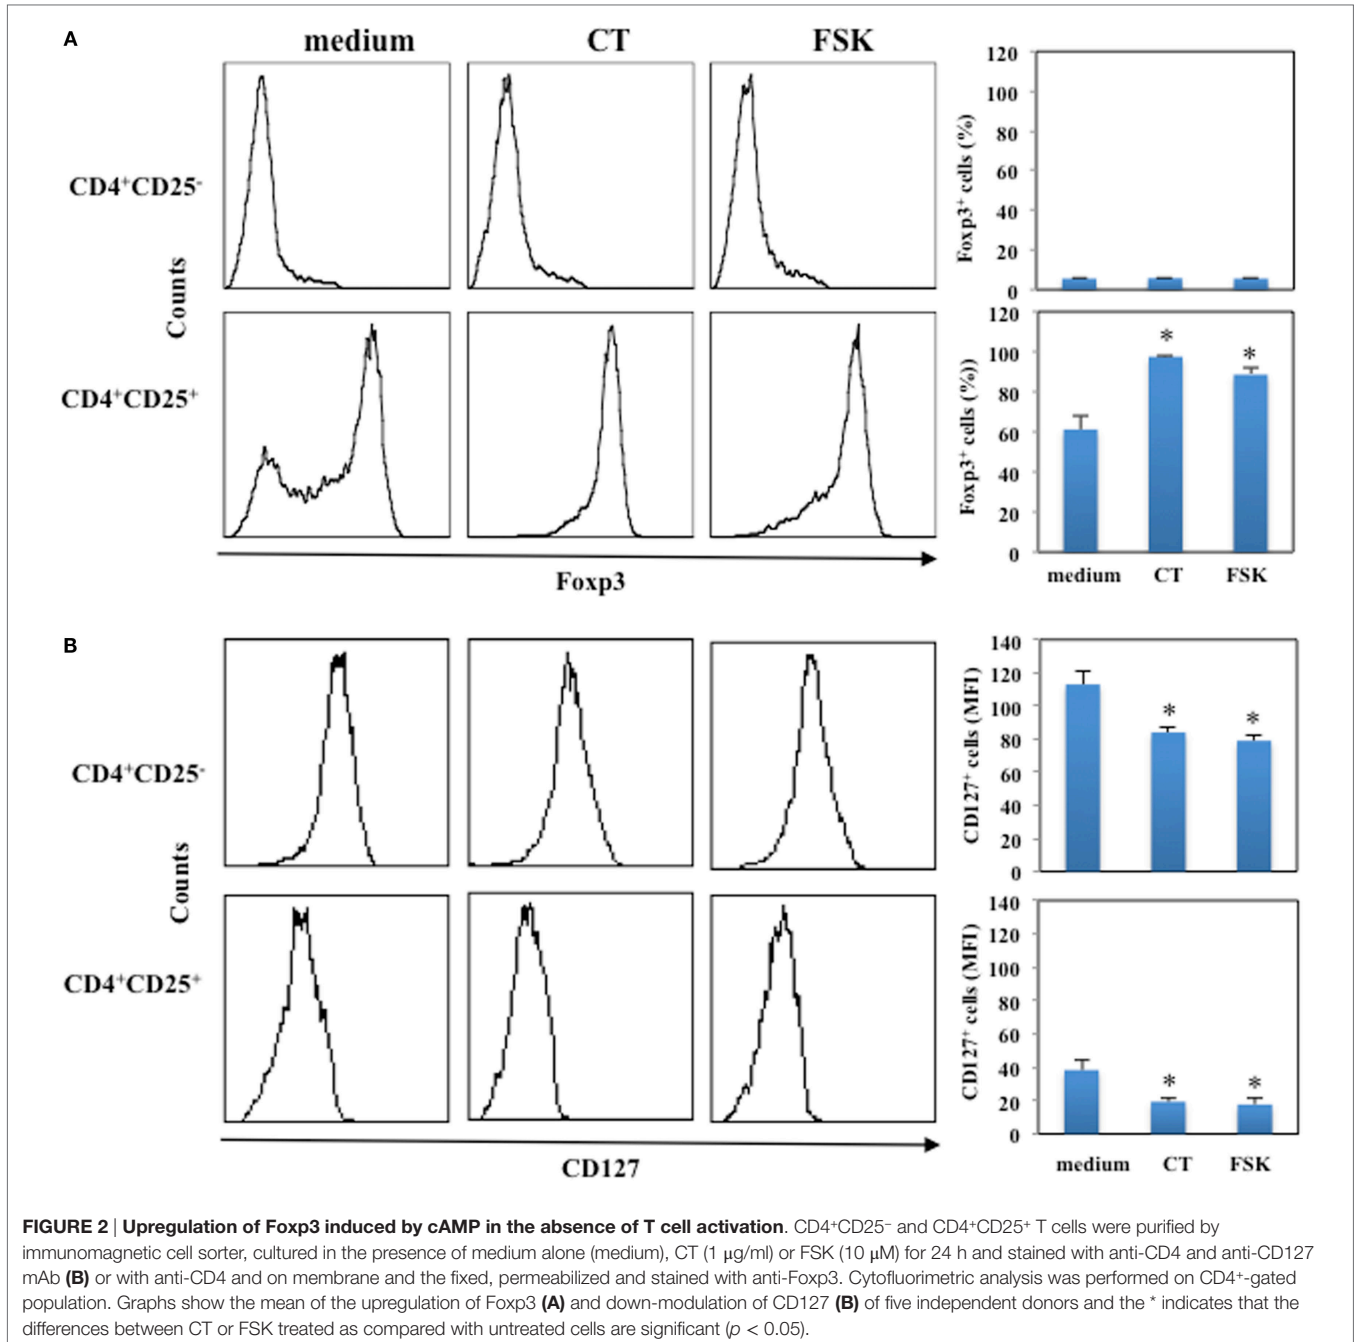 A
medium CT FSK
CD4⁺CD25⁻
CD4⁺CD25⁺
Counts
Foxp3
Foxp3⁺ cells (%)
120
100
80
60
40
20
0
Foxp3⁺ cells (%))
120
100
80
60
40
20
0
* *
medium CT FSK
B
CD4⁺CD25⁻
CD4⁺CD25⁺
Counts
CD127
CD127⁺ cells (MFI)
140
120
100
80
60
40
20
0
* *
CD127⁺ cells (MFI)
140
120
100
80
60
40
20
0
* *
medium CT FSK
FIGURE 2 | Upregulation of Foxp3 induced by cAMP in the absence of T cell activation. CD4⁺CD25⁻ and CD4⁺CD25⁺ T cells were purified by
immunomagnetic cell sorter, cultured in the presence of medium alone (medium), CT (1 μg/ml) or FSK (10 μM) for 24 h and stained with anti-CD4 and anti-CD127
mAb (B) or with anti-CD4 and on membrane and the fixed, permeabilized and stained with anti-Foxp3. Cytofluorimetric analysis was performed on CD4⁺-gated
population. Graphs show the mean of the upregulation of Foxp3 (A) and down-modulation of CD127 (B) of five independent donors and the * indicates that the
differences between CT or FSK treated as compared with untreated cells are significant (p < 0.05).